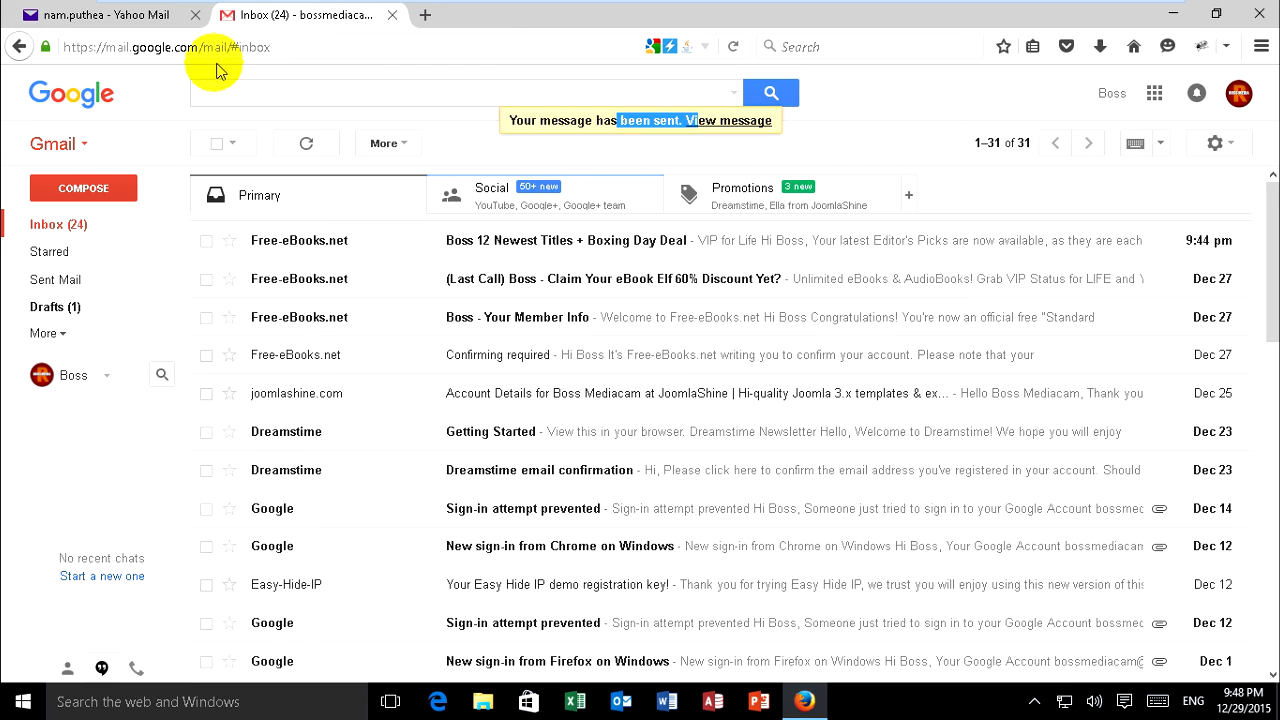 nam.puthea - Yahoo Mail
Inbox (24) - bossmediaca...
https://mail.google.com/mail/#inbox
Search
Google
Boss
Your message has been sent. View message
Gmail
More
1–31 of 31
COMPOSE
Primary
Social 50+ new
YouTube, Google+, Google+ team
Promotions 3 new
Dreamstime, Ella from JoomlaShine
Inbox (24)
Starred
Sent Mail
Drafts (1)
More
Boss
Free-eBooks.net Boss 12 Newest Titles + Boxing Day Deal - VIP for Life Hi Boss, Your latest Editor's Picks are now available, as they are each 9:44 pm
Free-eBooks.net (Last Call) Boss - Claim Your eBook Elf 60% Discount Yet? - Unlimited eBooks & AudioBooks! Grab VIP Status for LIFE and Dec 27
Free-eBooks.net Boss - Your Member Info - Welcome to Free-eBooks.net Hi Boss Congratulations! You're now an official free "Standard Dec 27
Free-eBooks.net Confirming required - Hi Boss It's Free-eBooks.net writing you to confirm your account. Please note that your Dec 27
joomlashine.com Account Details for Boss Mediacam at JoomlaShine | Hi-quality Joomla 3.x templates & ex... - Hello Boss Mediacam, Thank you Dec 25
Dreamstime Getting Started - View this in your browser. Dreamstime Newsletter Hello, Welcome to Dreamstime! We hope you will enjoy Dec 23
Dreamstime Dreamstime email confirmation - Hi, Please click here to confirm the email address you've registered in your account. Should Dec 23
Google Sign-in attempt prevented - Sign-in attempt prevented Hi Boss, Someone just tried to sign in to your Google Account bossmed Dec 14
Google New sign-in from Chrome on Windows - New sign-in from Chrome on Windows Hi Boss, Your Google Account bossmediacam Dec 12
Easy-Hide-IP Your Easy Hide IP demo registration key! - Thank you for trying Easy Hide IP, we trust you will enjoy using this new version of this Dec 12
Google Sign-in attempt prevented - Sign-in attempt prevented Hi Boss, Someone just tried to sign in to your Google Account bossmed Dec 12
Google New sign-in from Firefox on Windows - New sign-in from Firefox on Windows Hi Boss, Your Google Account bossmediacam@ Dec 1
No recent chats
Start a new one
Search the web and Windows
ENG
9:48 PM
12/29/2015